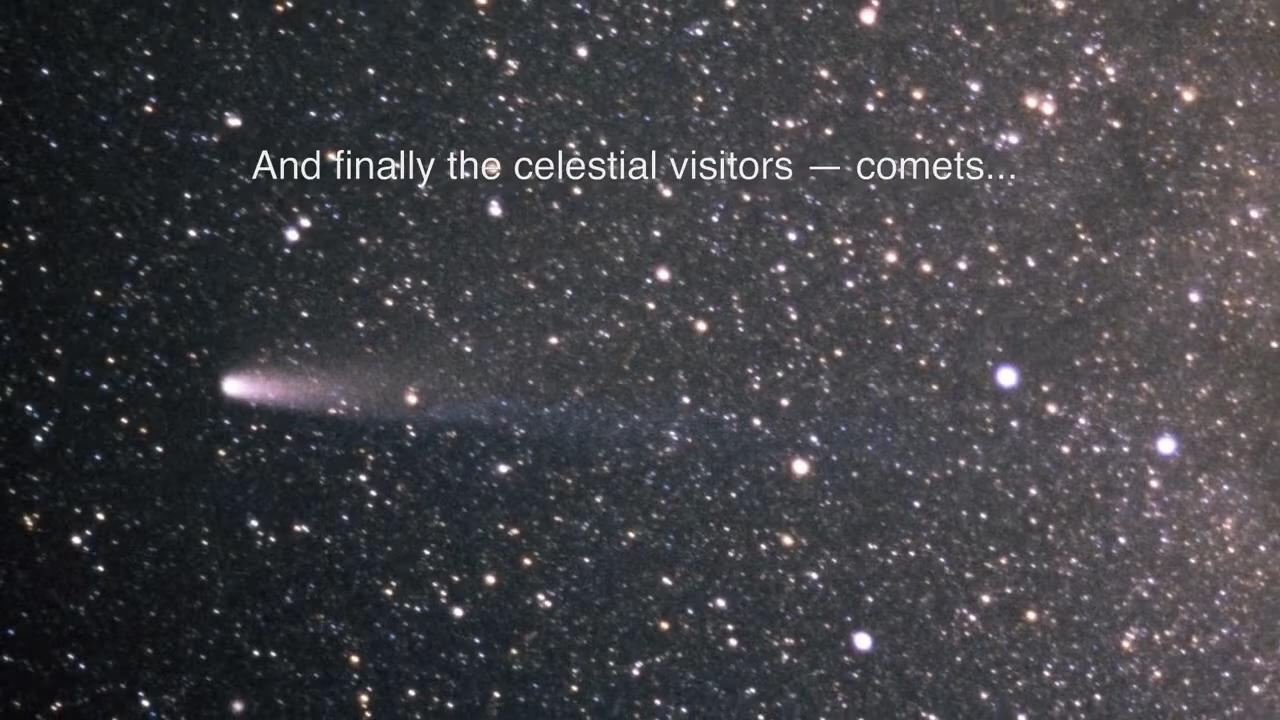 And finally the celestial visitors — comets...